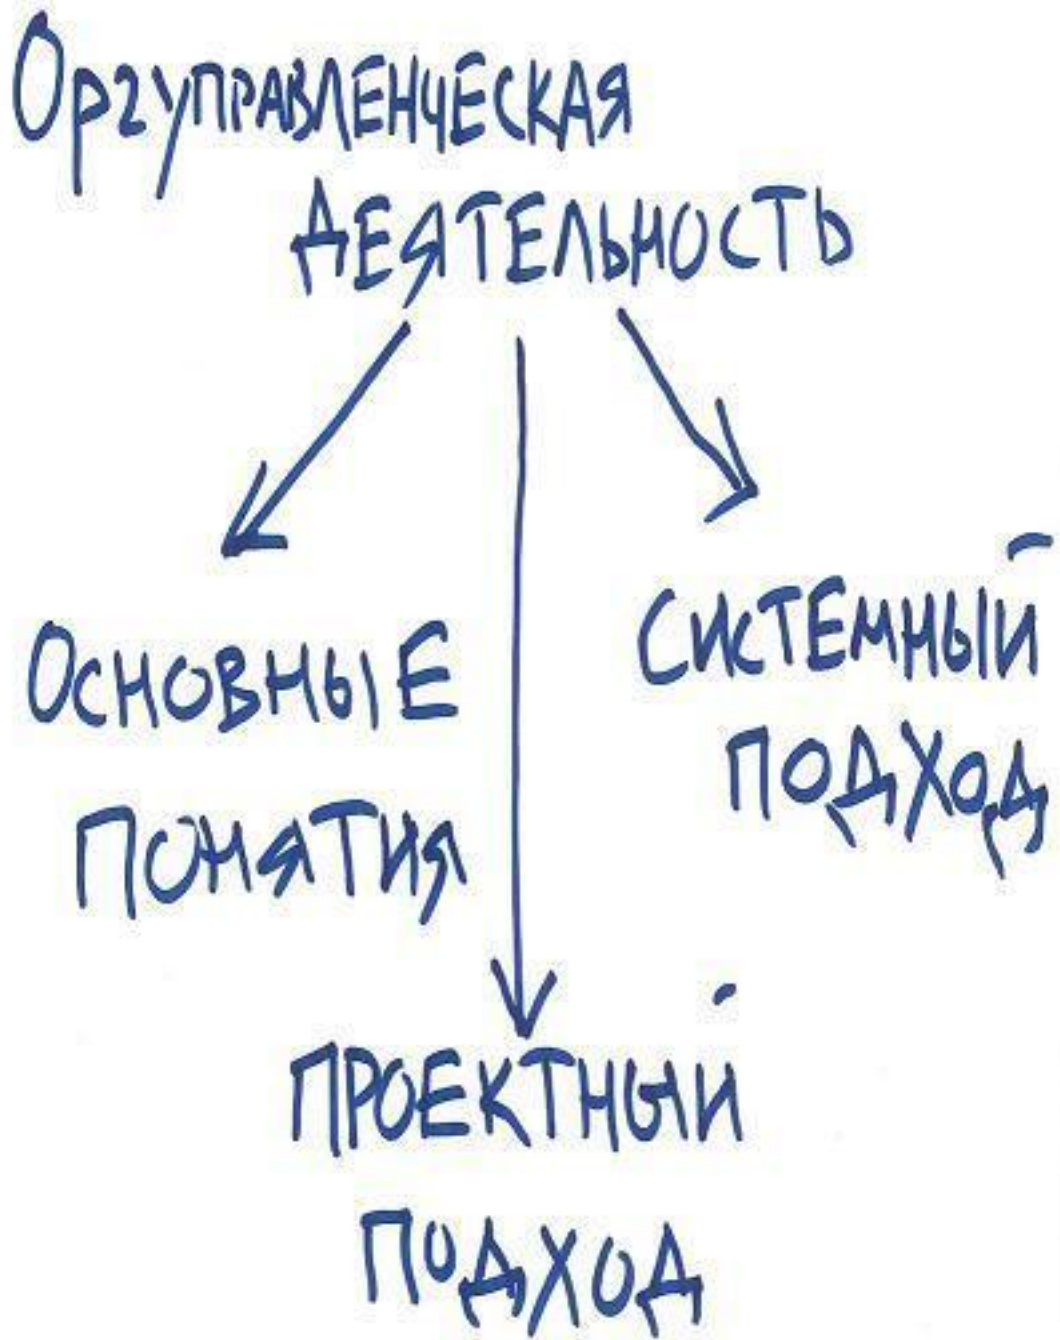 Оргуправленческая
деятельность
Основные
понятия
Системный
подход
Проектный
подход